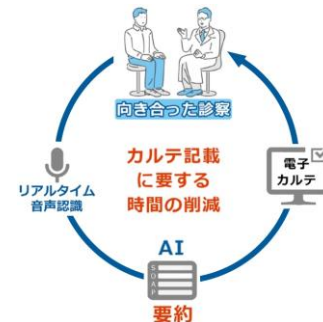 向き合った診察
カルテ記載
に要する
時間の削減
リアルタイム
音声認識
電子
カルテ
AI
SOAP
要約